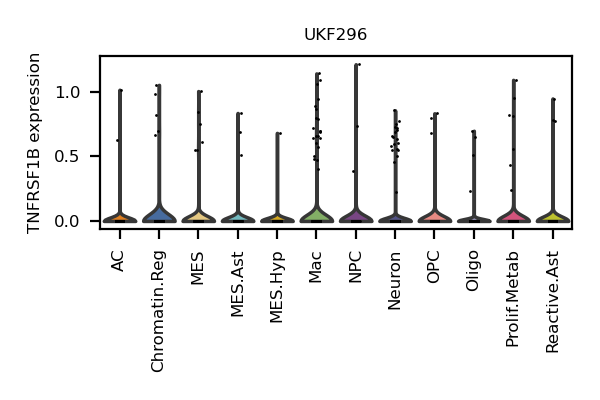 UKF296
TNFRSF1B expression
1.0
0.5
0.0
AC
Chromatin.Reg
MES
MES.Ast
MES.Hyp
Mac
NPC
Neuron
OPC
Oligo
Prolif.Metab
Reactive.Ast